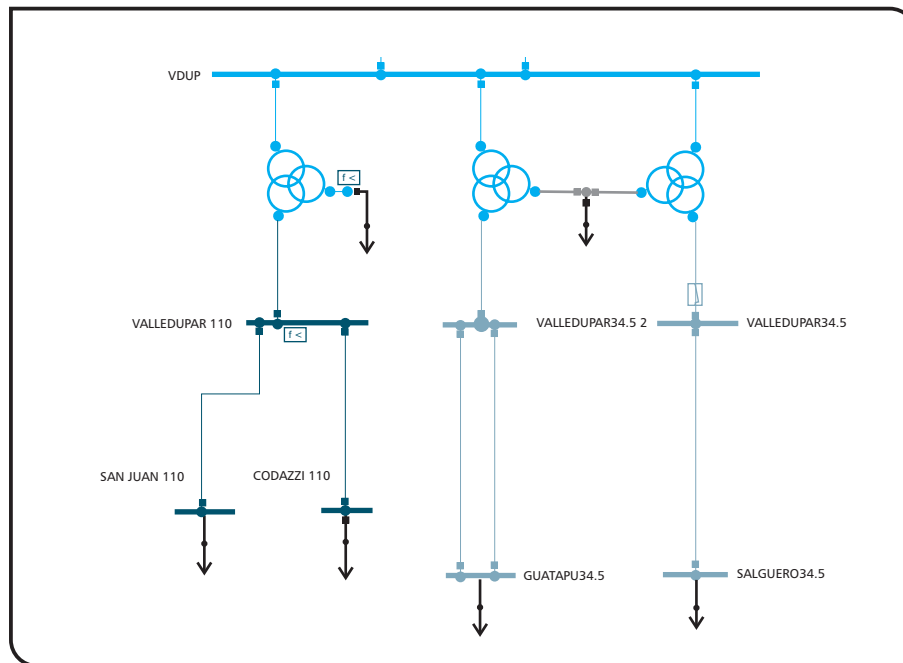 VDUP
f <
VALLEDUPAR 110
f <
VALLEDUPAR34.5 2
VALLEDUPAR34.5
SAN JUAN 110
CODAZZI 110
GUATAPU34.5
SALGUERO34.5